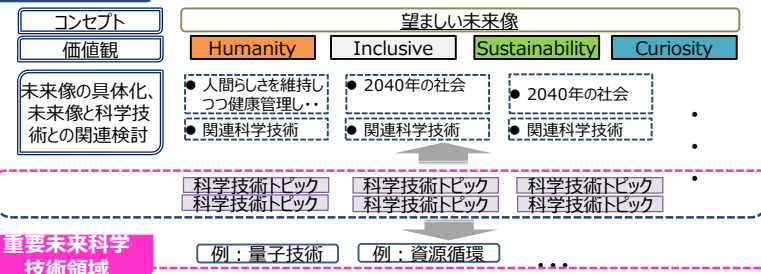 コンセプト
望ましい未来像
価値観
Humanity
Inclusive
Sustainability
Curiosity
未来像の具体化、
未来像と科学技
術との関連検討
● 人間らしさを維持し
つつ健康管理し・・
● 関連科学技術
● 2040年の社会
● 関連科学技術
● 2040年の社会
● 関連科学技術
・
・
・
科学技術トピック
科学技術トピック
科学技術トピック
科学技術トピック
科学技術トピック
科学技術トピック
重要未来科学
技術領域
例：量子技術
例：資源循環
・・・